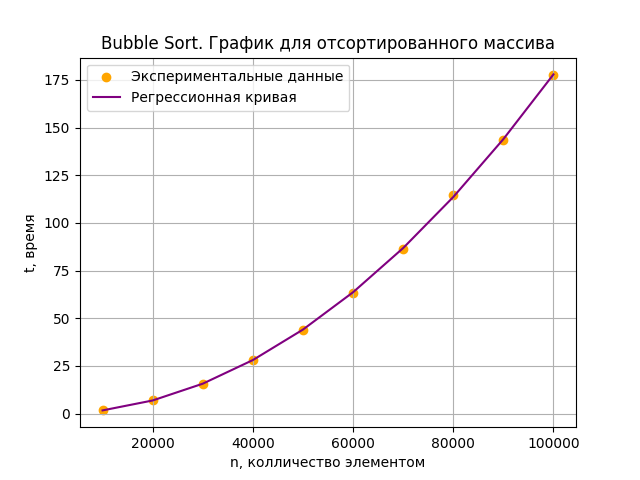 Bubble Sort. График для отсортированного массива
Экспериментальные данные
Регрессионная кривая
175
150
125
100
75
50
25
0
t, время
20000 40000 60000 80000 100000
n, колличество элементом